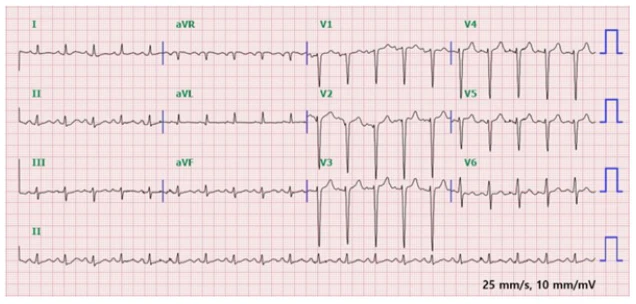 I aVR V1 V4
II aVL V2 V5
III aVF V3 V6
II
25 mm/s, 10 mm/mV